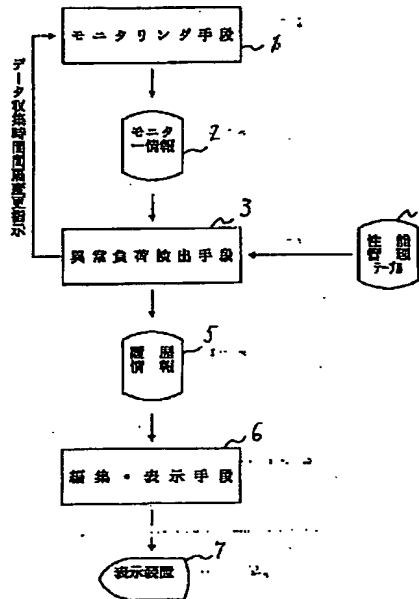 モニタリング手段
1
モニタ
ー情報
2
データ収集時間間隔変更指示
3
異常負荷検出手段
性能
管理
テーブル
履歴
情報
5
6
編集・表示手段
7
表示装置